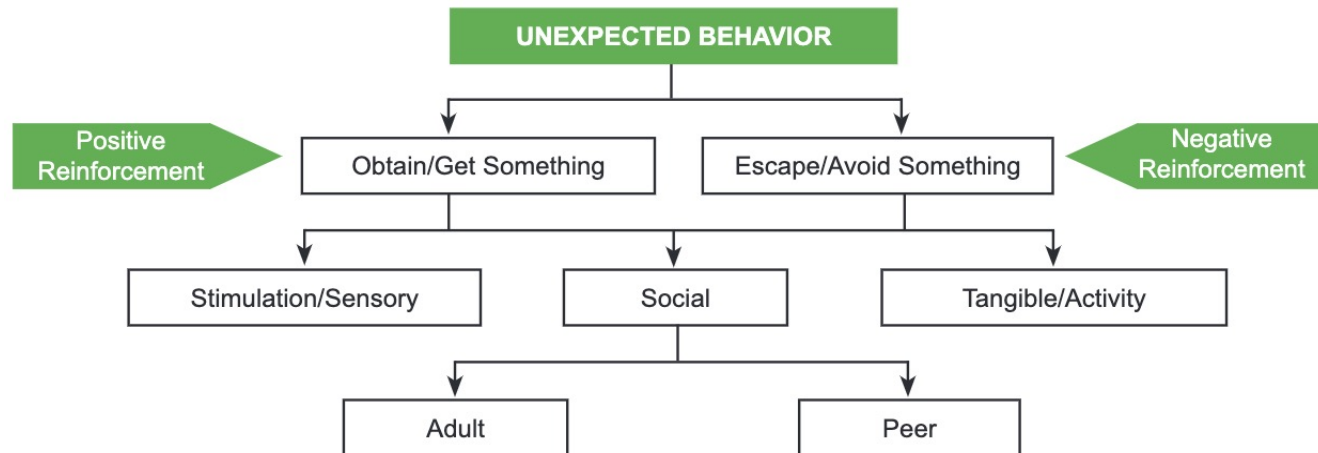 UNEXPECTED BEHAVIOR
Positive
Reinforcement
Obtain/Get Something
Escape/Avoid Something
Negative
Reinforcement
Stimulation/Sensory
Social
Tangible/Activity
Adult
Peer